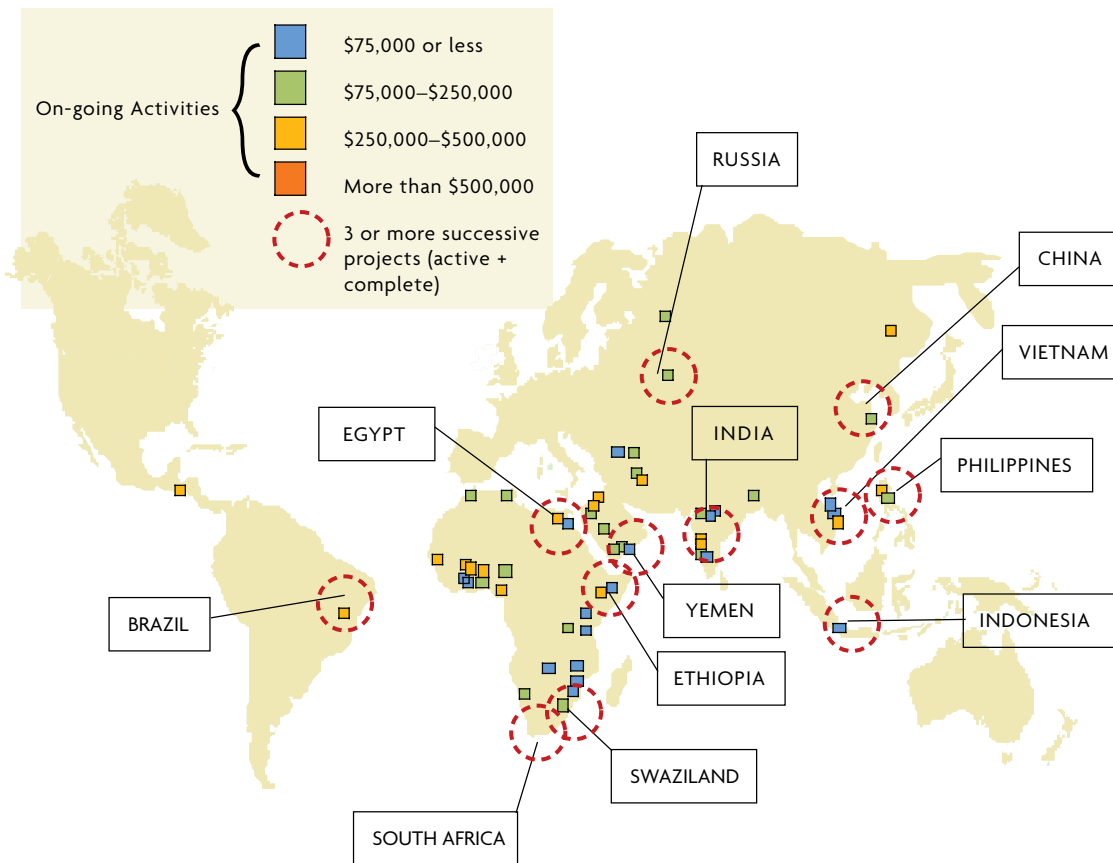 On-going Activities
$75,000 or less
$75,000–$250,000
$250,000–$500,000
More than $500,000
3 or more successive
projects (active +
complete)
RUSSIA
CHINA
VIETNAM
EGYPT
INDIA
PHILIPPINES
BRAZIL
YEMEN
INDONESIA
ETHIOPIA
SWAZILAND
SOUTH AFRICA